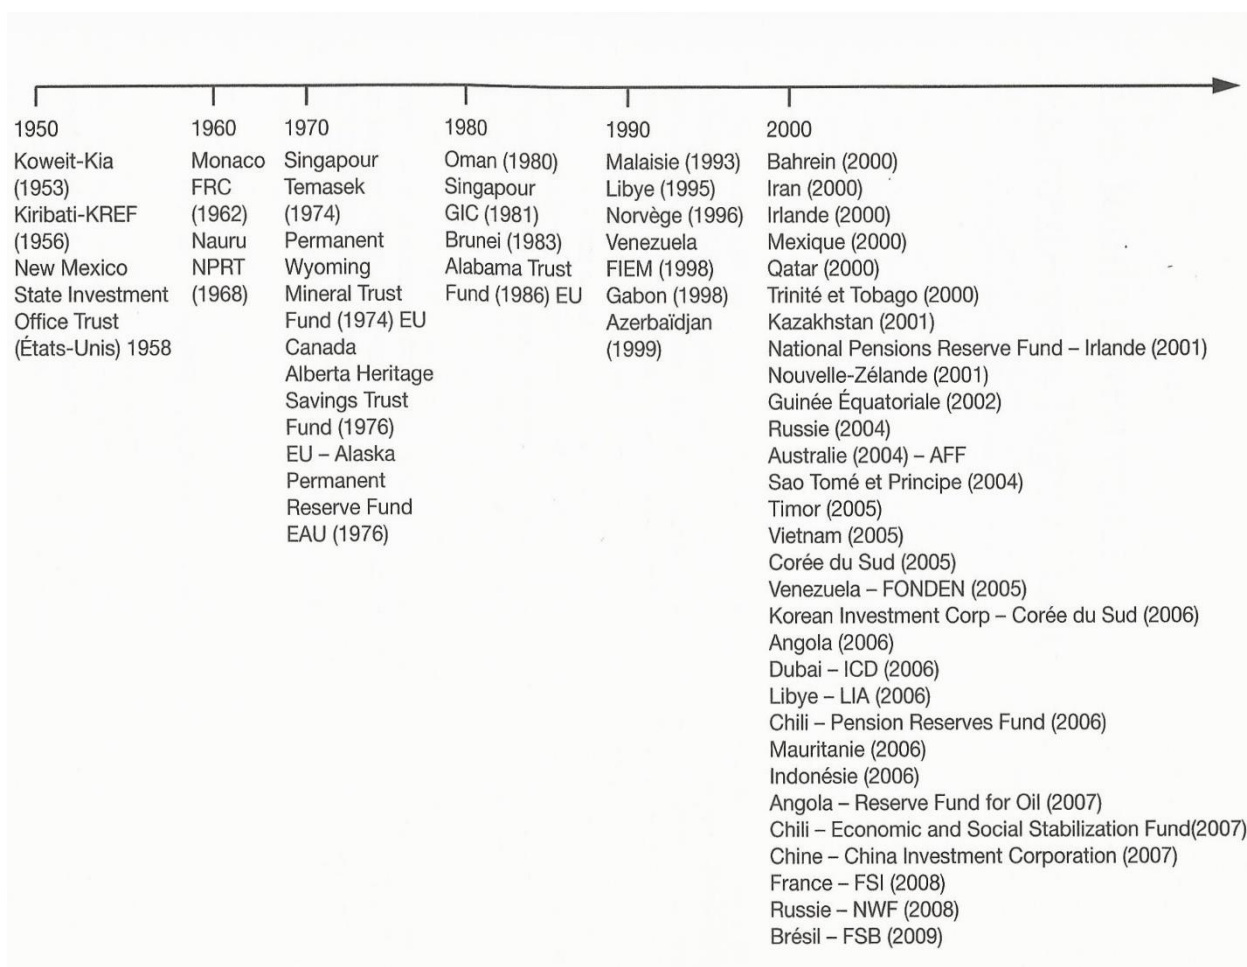 1950
Koweit-Kia
(1953)
Kiribati-KREF
(1956)
New Mexico
State Investment
Office Trust
(États-Unis) 1958
1960
Monaco
FRC
(1962)
Nauru
NPRT
(1968)
1970
Singapour
Temasek
(1974)
Permanent
Wyoming
Mineral Trust
Fund (1974) EU
Canada
Alberta Heritage
Savings Trust
Fund (1976)
EU – Alaska
Permanent
Reserve Fund
EAU (1976)
1980
Oman (1980)
Singapour
GIC (1981)
Brunei (1983)
Alabama Trust
Fund (1986) EU
1990
Malaisie (1993)
Libye (1995)
Norvège (1996)
Venezuela
FIEM (1998)
Gabon (1998)
Azerbaïdjan
(1999)
2000
Bahrein (2000)
Iran (2000)
Irlande (2000)
Mexique (2000)
Qatar (2000)
Trinité et Tobago (2000)
Kazakhstan (2001)
National Pensions Reserve Fund – Irlande (2001)
Nouvelle-Zélande (2001)
Guinée Équatoriale (2002)
Russie (2004)
Australie (2004) – AFF
Sao Tomé et Principe (2004)
Timor (2005)
Vietnam (2005)
Corée du Sud (2005)
Venezuela – FONDEN (2005)
Korean Investment Corp – Corée du Sud (2006)
Angola (2006)
Dubai – ICD (2006)
Libye – LIA (2006)
Chili – Pension Reserves Fund (2006)
Mauritanie (2006)
Indonésie (2006)
Angola – Reserve Fund for Oil (2007)
Chili – Economic and Social Stabilization Fund(2007)
Chine – China Investment Corporation (2007)
France – FSI (2008)
Russie – NWF (2008)
Brésil – FSB (2009)